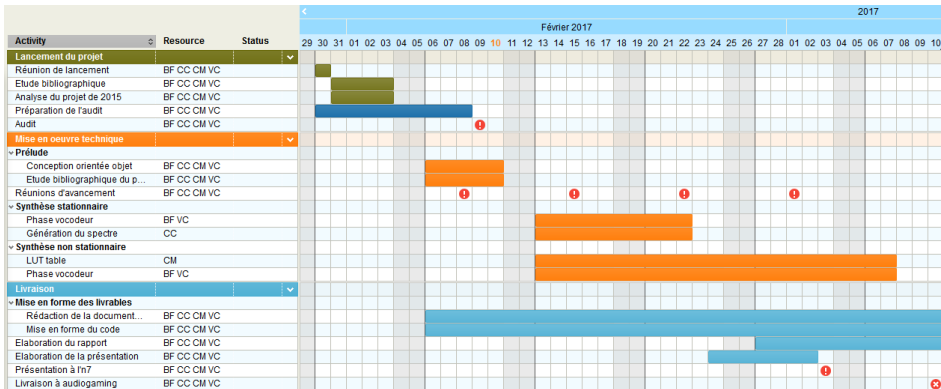 2017
Février 2017
Activity Resource Status 29 30 31 01 02 03 04 05 06 07 08 09 10 11 12 13 14 15 16 17 18 19 20 21 22 23 24 25 26 27 28 01 02 03 04 05 06 07 08 09 10
Lancement du projet
Réunion de lancement BF CC CM VC
Etude bibliographique BF CC CM VC
Analyse du projet de 2015 BF CC CM VC
Préparation de l'audit BF CC CM VC
Audit BF CC CM VC
Mise en oeuvre technique
Prélude
Conception orientée objet BF CC CM VC
Etude bibliographique du p... BF CC CM VC
Réunions d'avancement BF CC CM VC
Synthèse stationnaire
Phase vocodeur BF VC
Génération du spectre CC
Synthèse non stationnaire
LUT table CM
Phase vocodeur BF VC
Livraison
Mise en forme des livrables
Rédaction de la document... BF CC CM VC
Mise en forme du code BF CC CM VC
Elaboration du rapport BF CC CM VC
Elaboration de la présentation BF CC CM VC
Présentation à l'n7 BF CC CM VC
Livraison à audiogaming BF CC CM VC